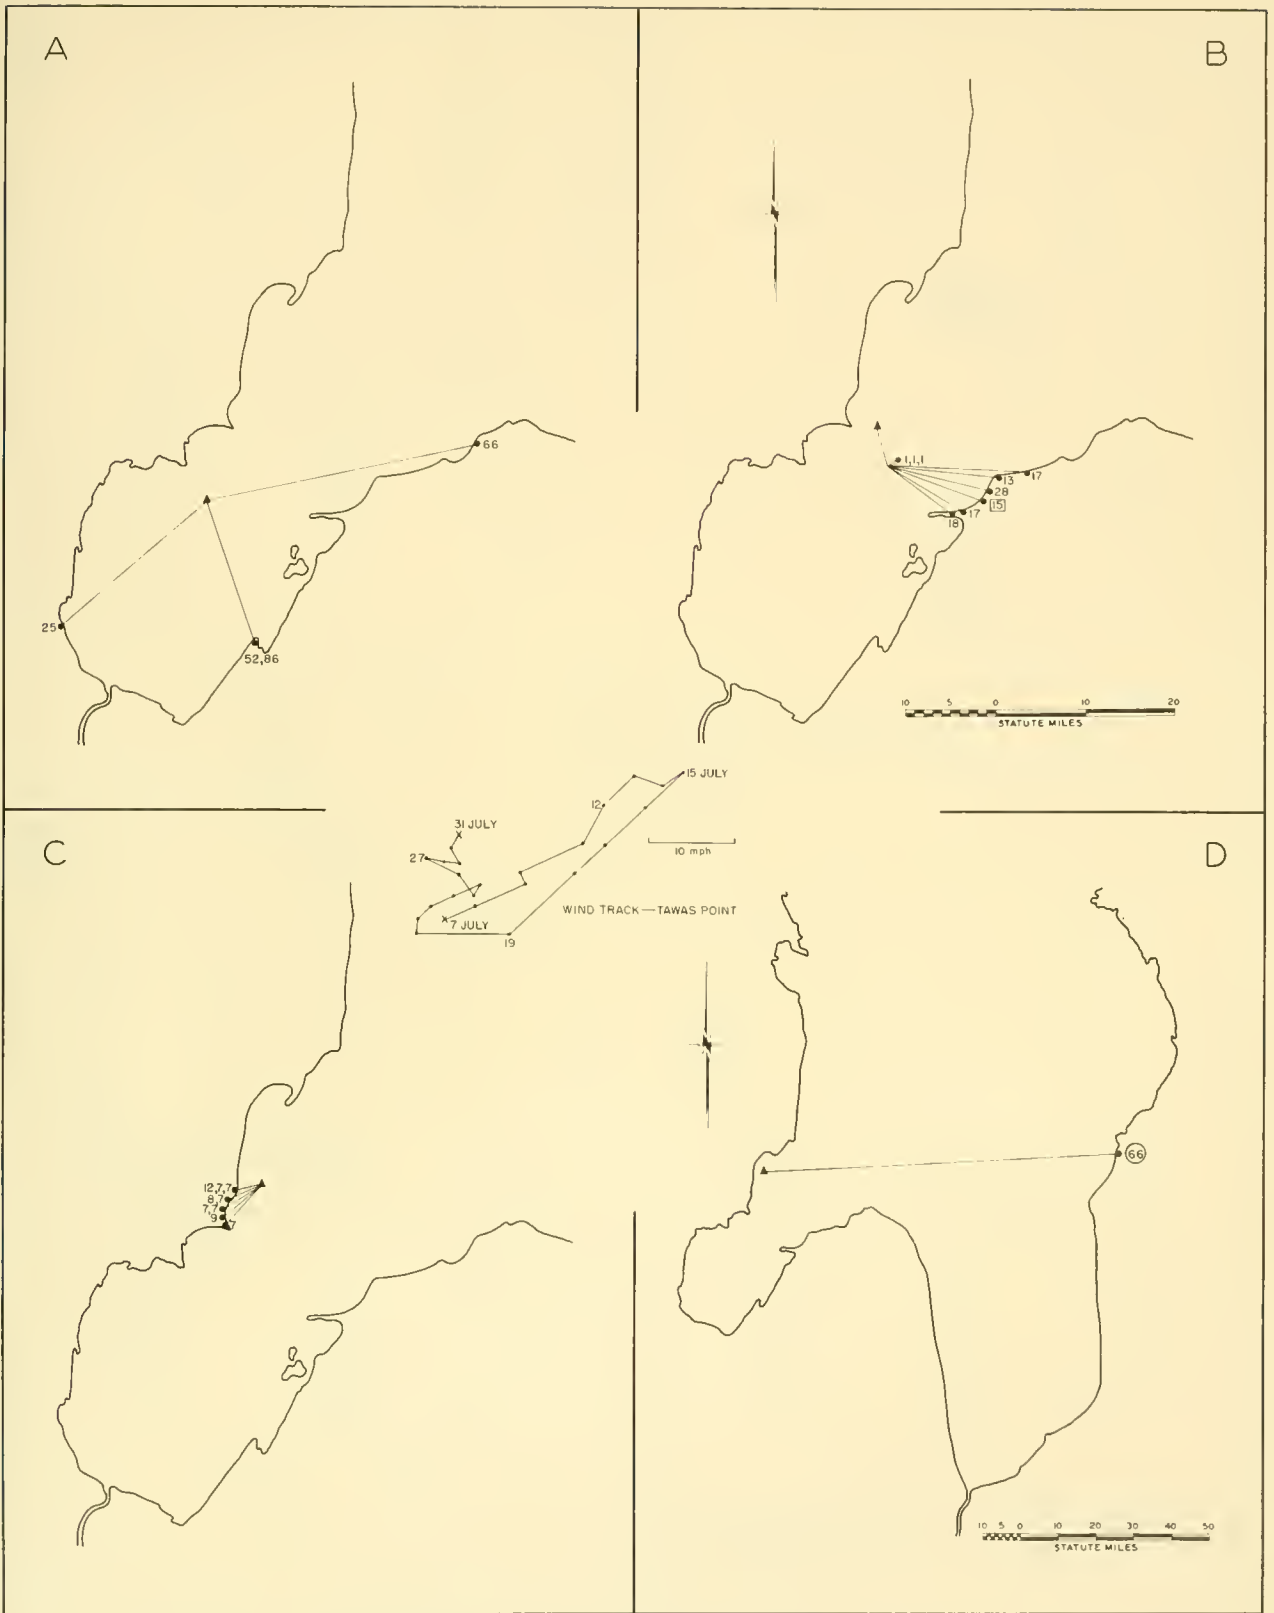 A
B
66
25
52,86
1,1,1
13
17
28
15
17
18
10 5 0 10 20
STATUTE MILES
15 JULY
12
31 JULY
27
10 mph
7 JULY
19
WIND TRACK—TAWAS POINT
C
D
12,7,7
8,7
7,7
9
7
66
10 5 0 10 20 30 40 50
STATUTE MILES